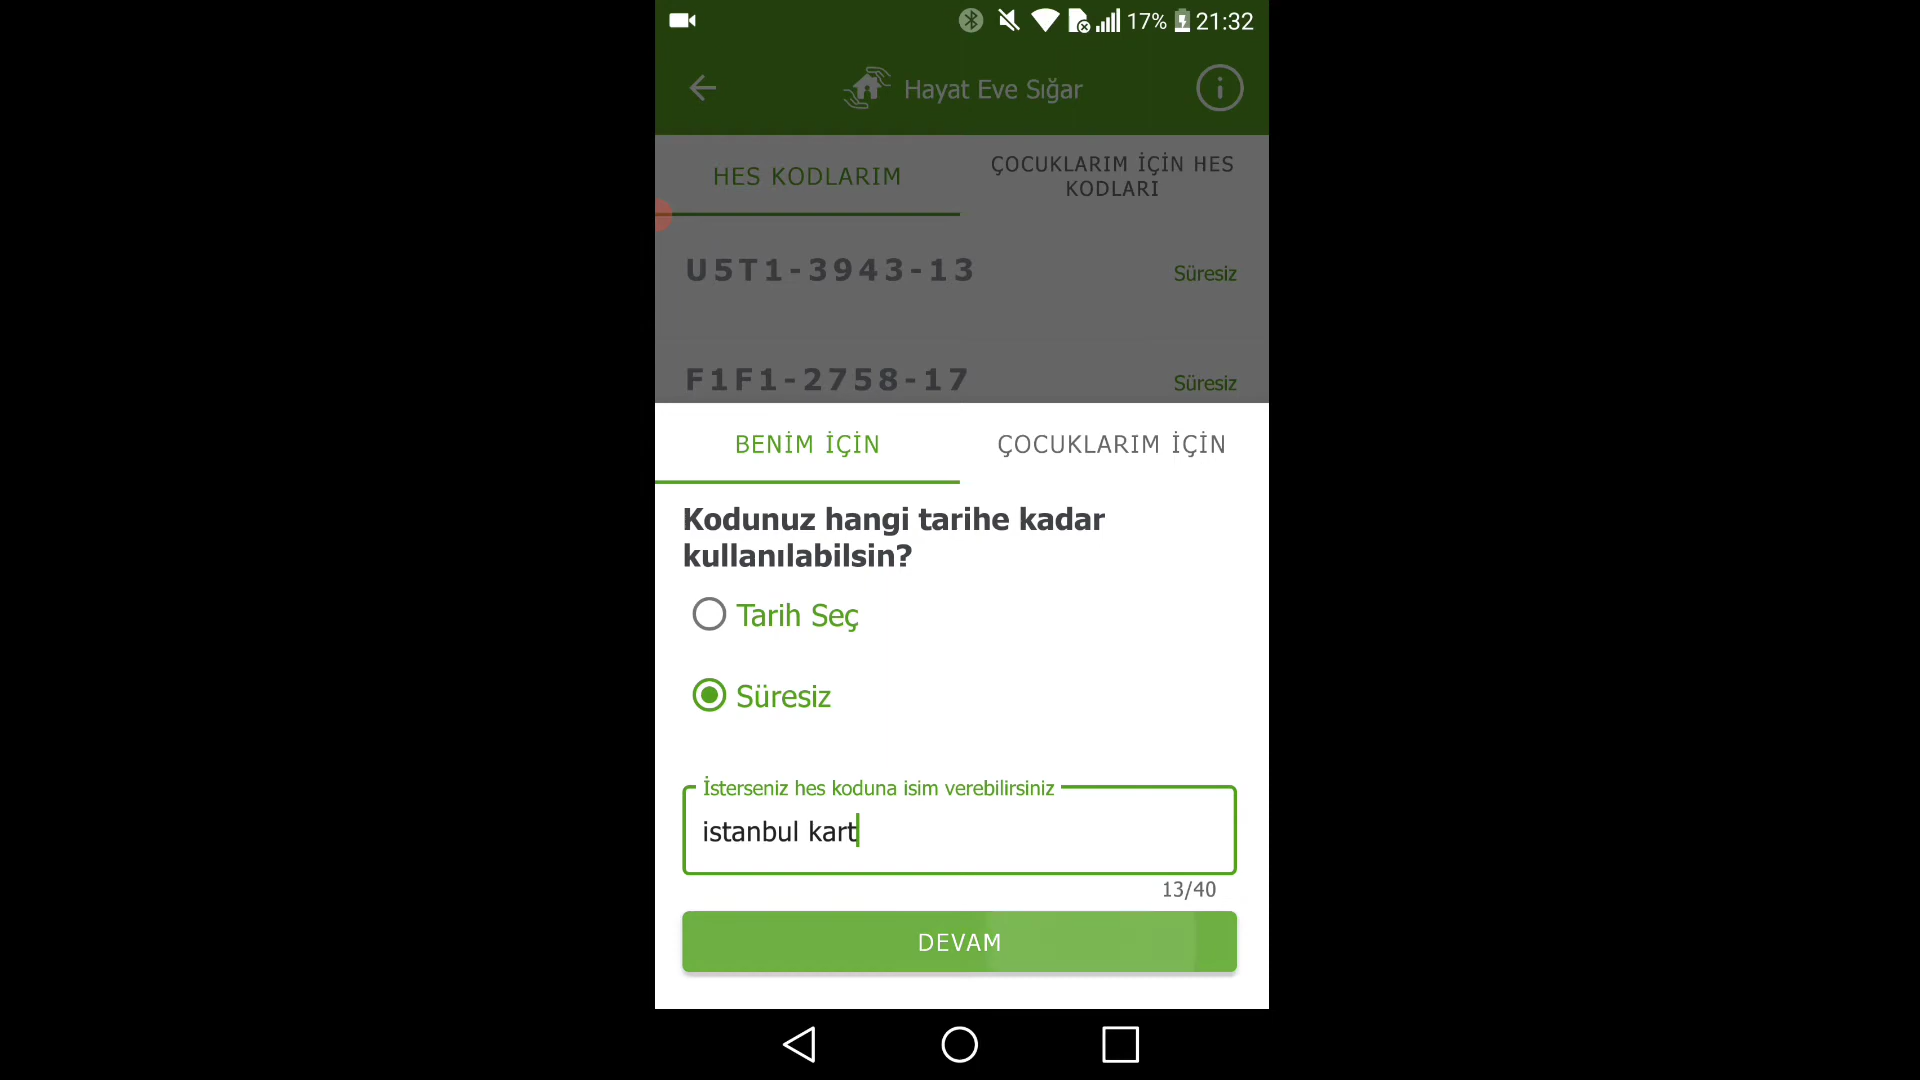 17% 21:32
Hayat Eve Sığar
HES KODLARIM
ÇOCUKLARIM İÇİN HES
KODLARI
U5T1-3943-13
Süresiz
F1F1-2758-17
Süresiz
BENİM İÇİN
ÇOCUKLARIM İÇİN
Kodunuz hangi tarihe kadar
kullanılabilsin?
Tarih Seç
Süresiz
İsterseniz hes koduna isim verebilirsiniz
istanbul kart
13/40
DEVAM